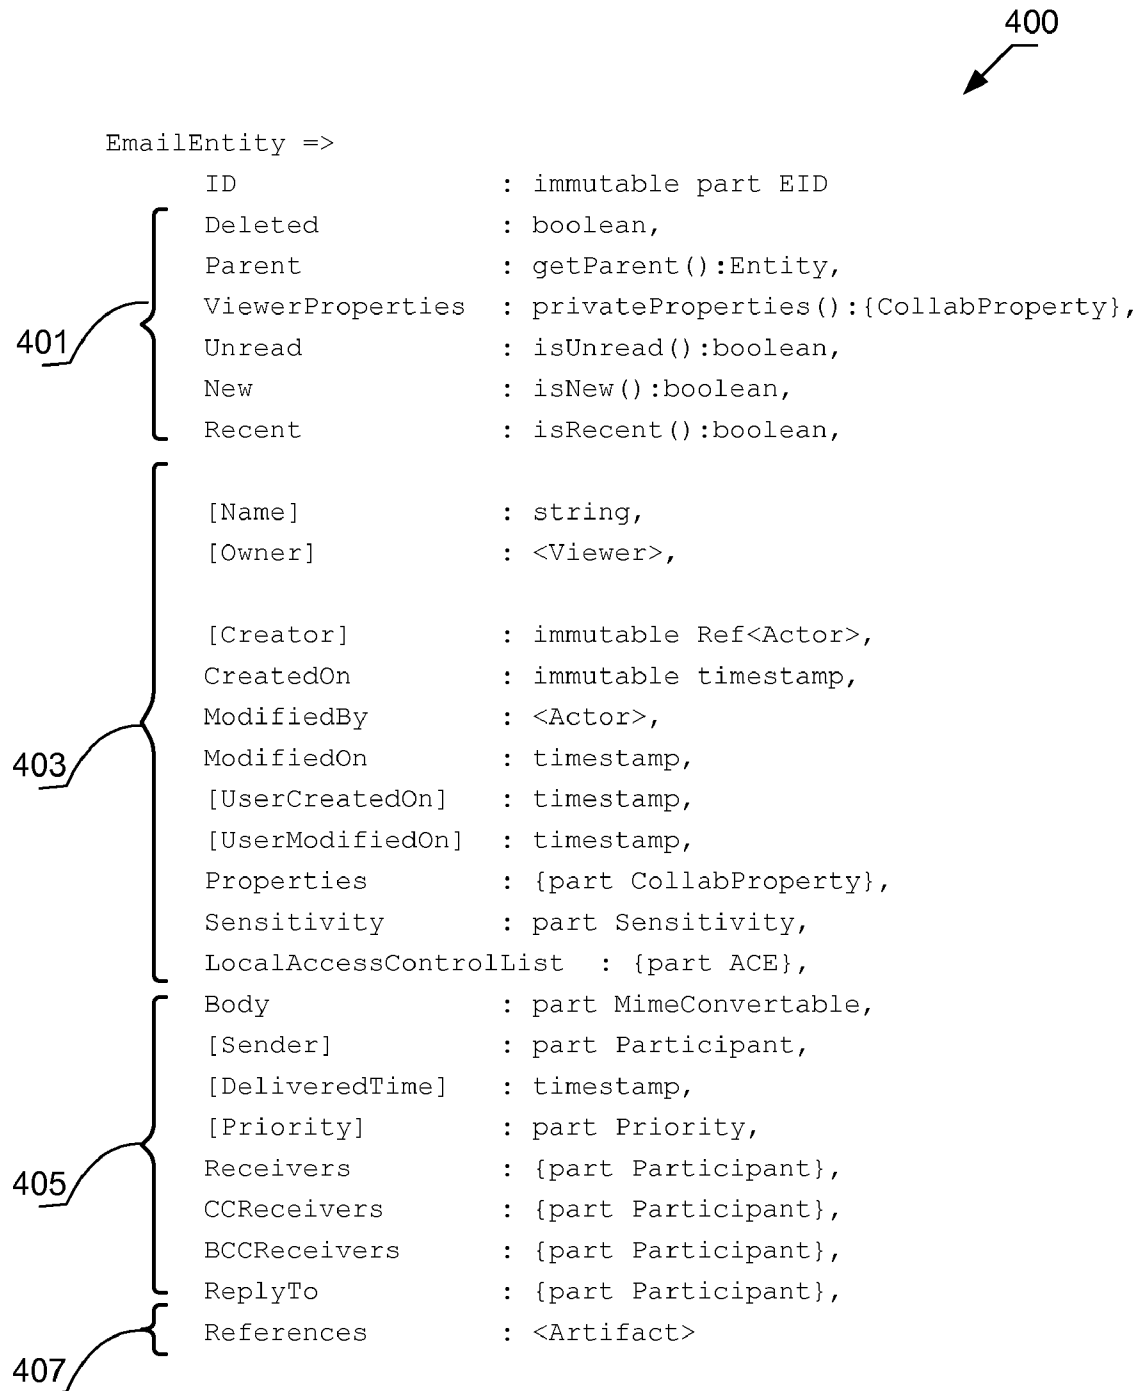 400
EmailEntity =>
ID : immutable part EID
Deleted : boolean,
Parent : getParent():Entity,
ViewerProperties : privateProperties():{CollabProperty},
401
Unread : isUnread():boolean,
New : isNew():boolean,
Recent : isRecent():boolean,
[Name] : string,
[Owner] : <Viewer>,
[Creator] : immutable Ref<Actor>,
CreatedOn : immutable timestamp,
ModifiedBy : <Actor>,
403
ModifiedOn : timestamp,
[UserCreatedOn] : timestamp,
[UserModifiedOn] : timestamp,
Properties : {part CollabProperty},
Sensitivity : part Sensitivity,
LocalAccessControlList : {part ACE},
Body : part MimeConvertable,
[Sender] : part Participant,
[DeliveredTime] : timestamp,
[Priority] : part Priority,
405
Receivers : {part Participant},
CCReceivers : {part Participant},
BCCReceivers : {part Participant},
ReplyTo : {part Participant},
References : <Artifact>
407